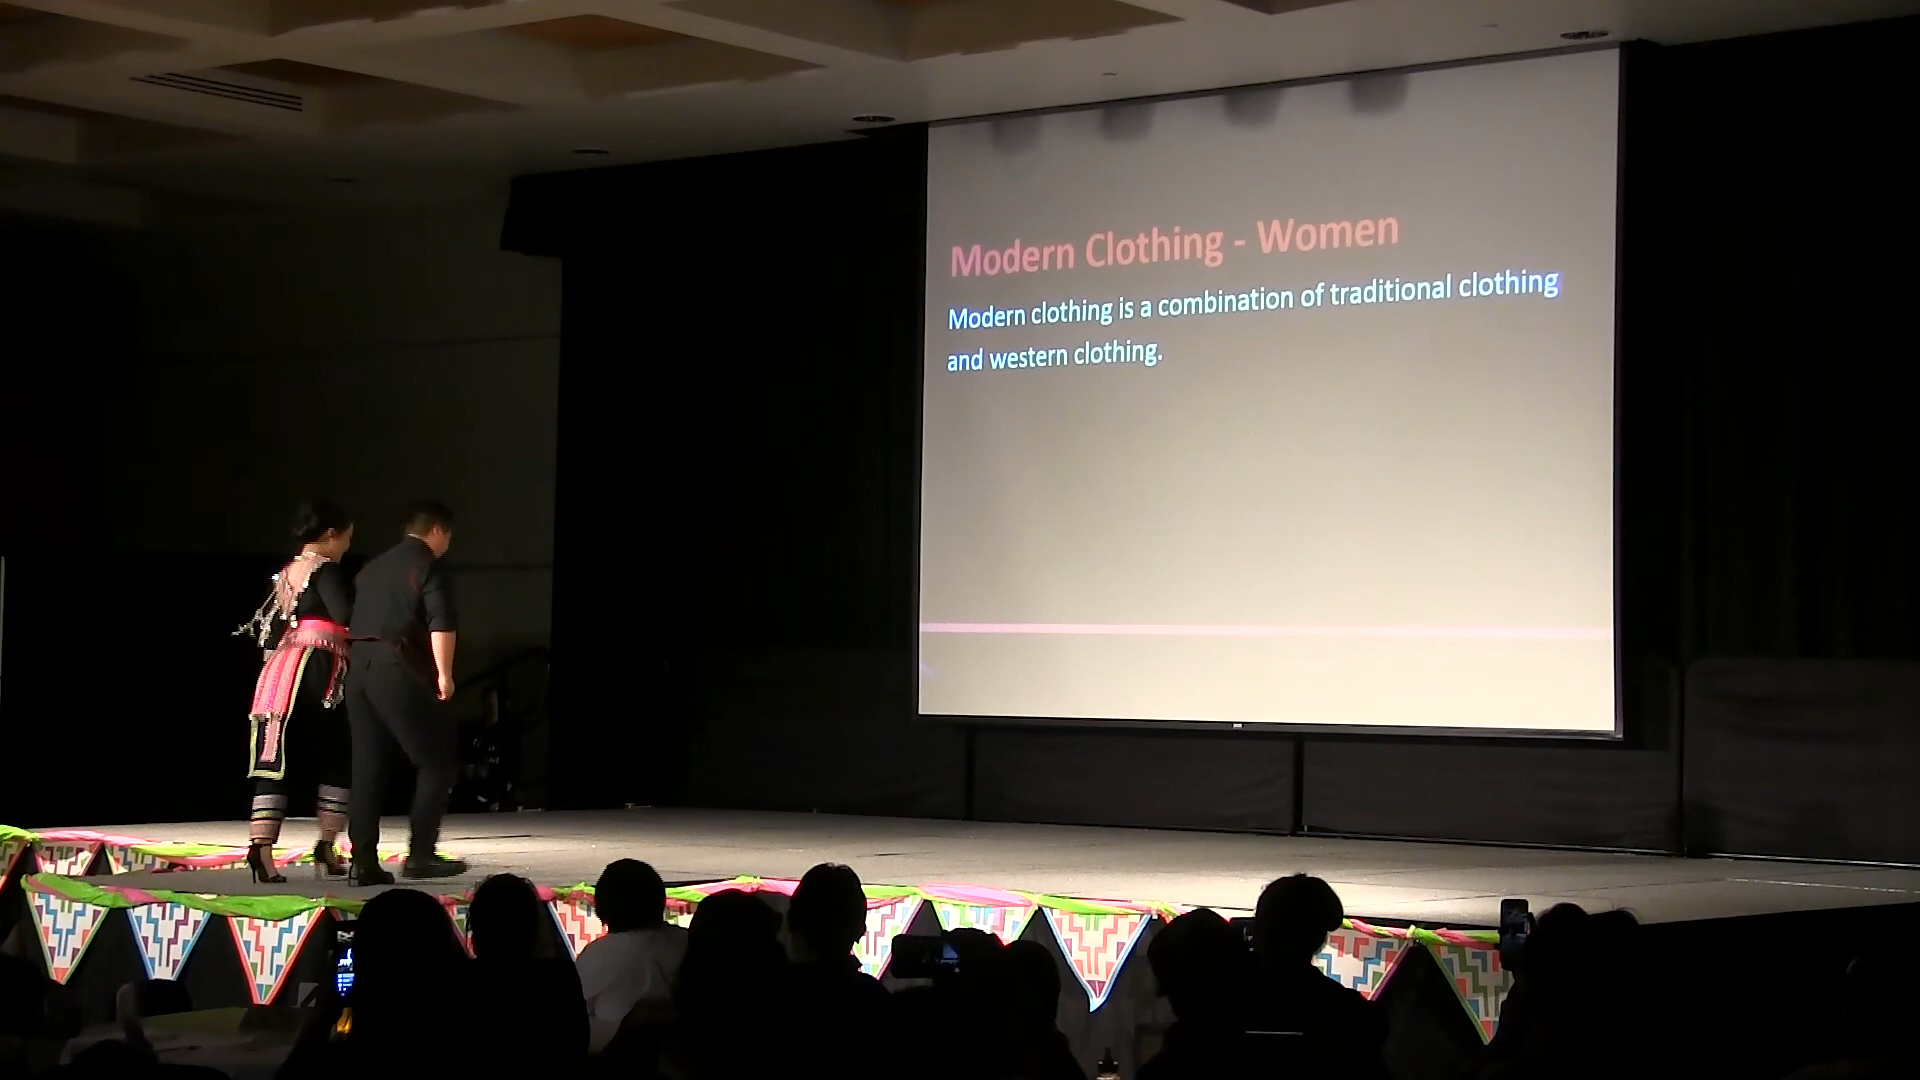 Modern Clothing - Women
Modern clothing is a combination of traditional clothing
and western clothing.